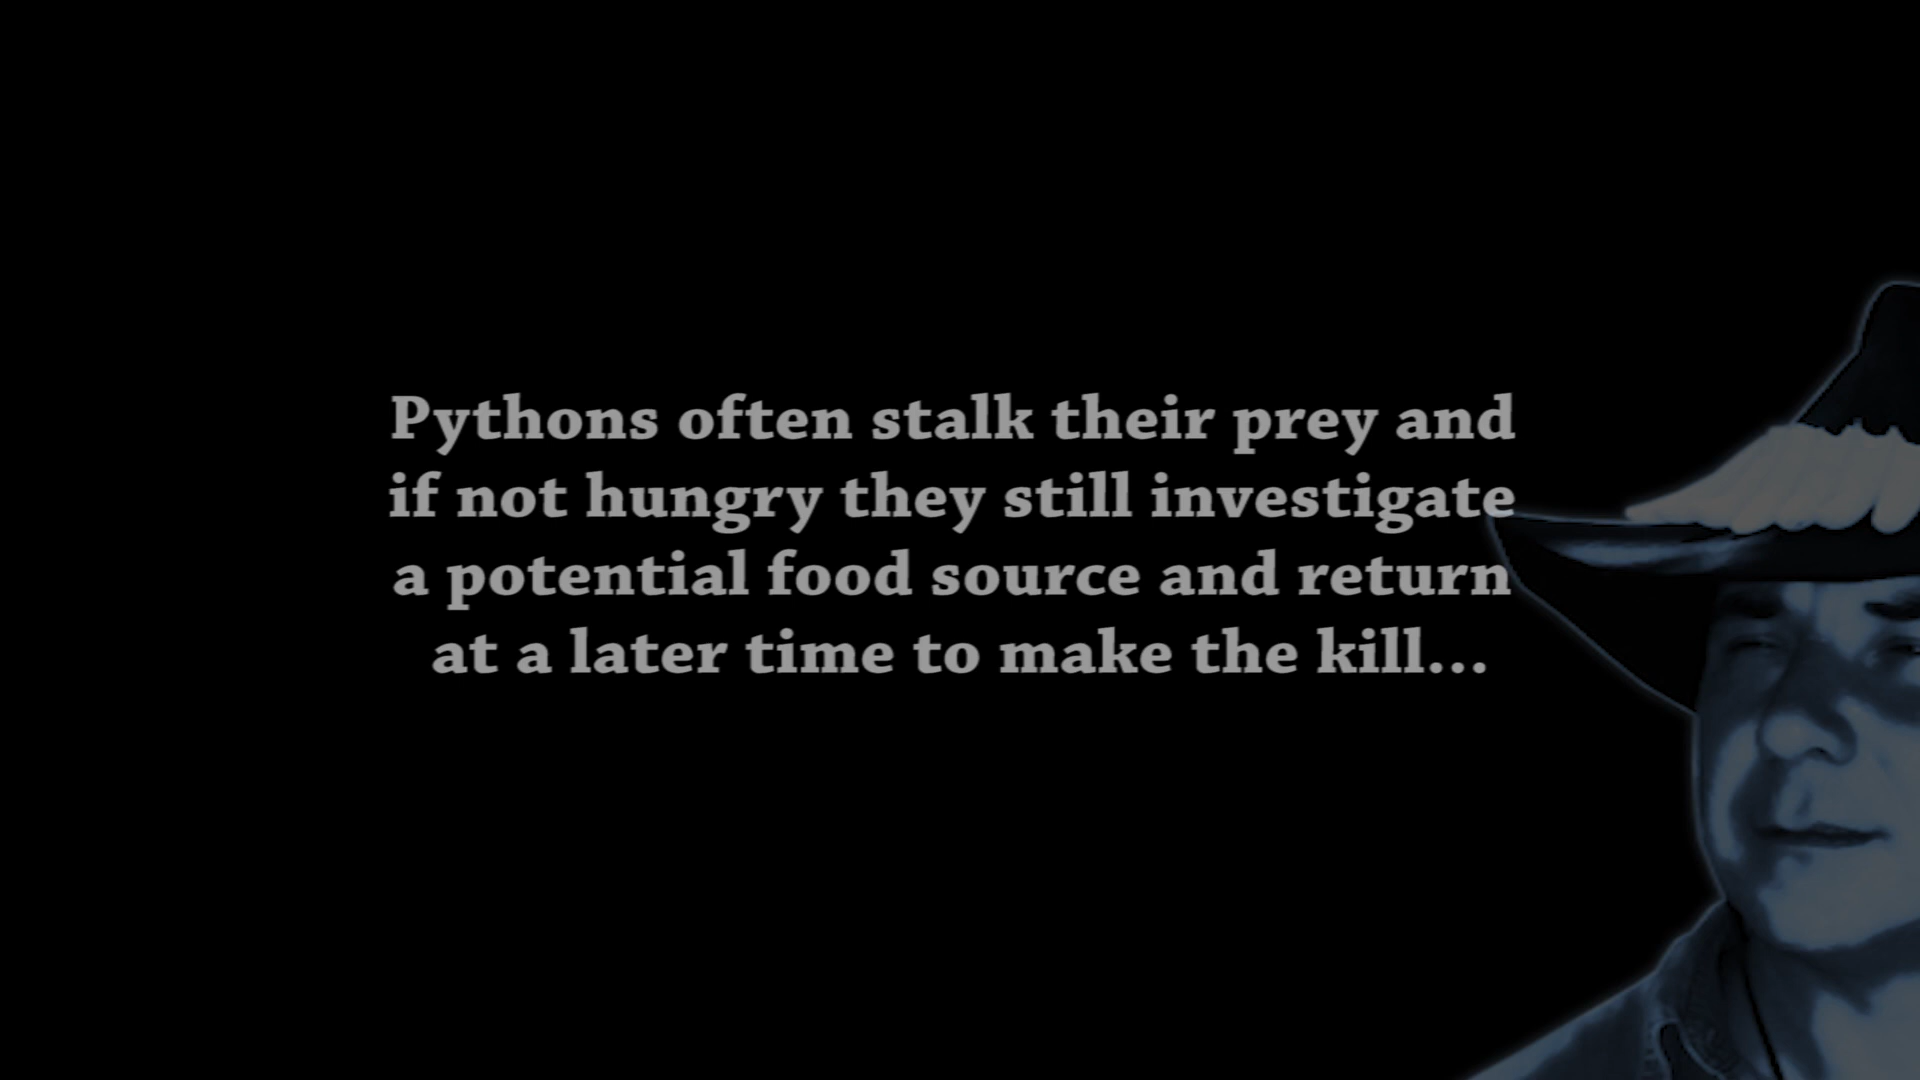 Pythons often stalk their prey and
if not hungry they still investigate
a potential food source and return
at a later time to make the kill...